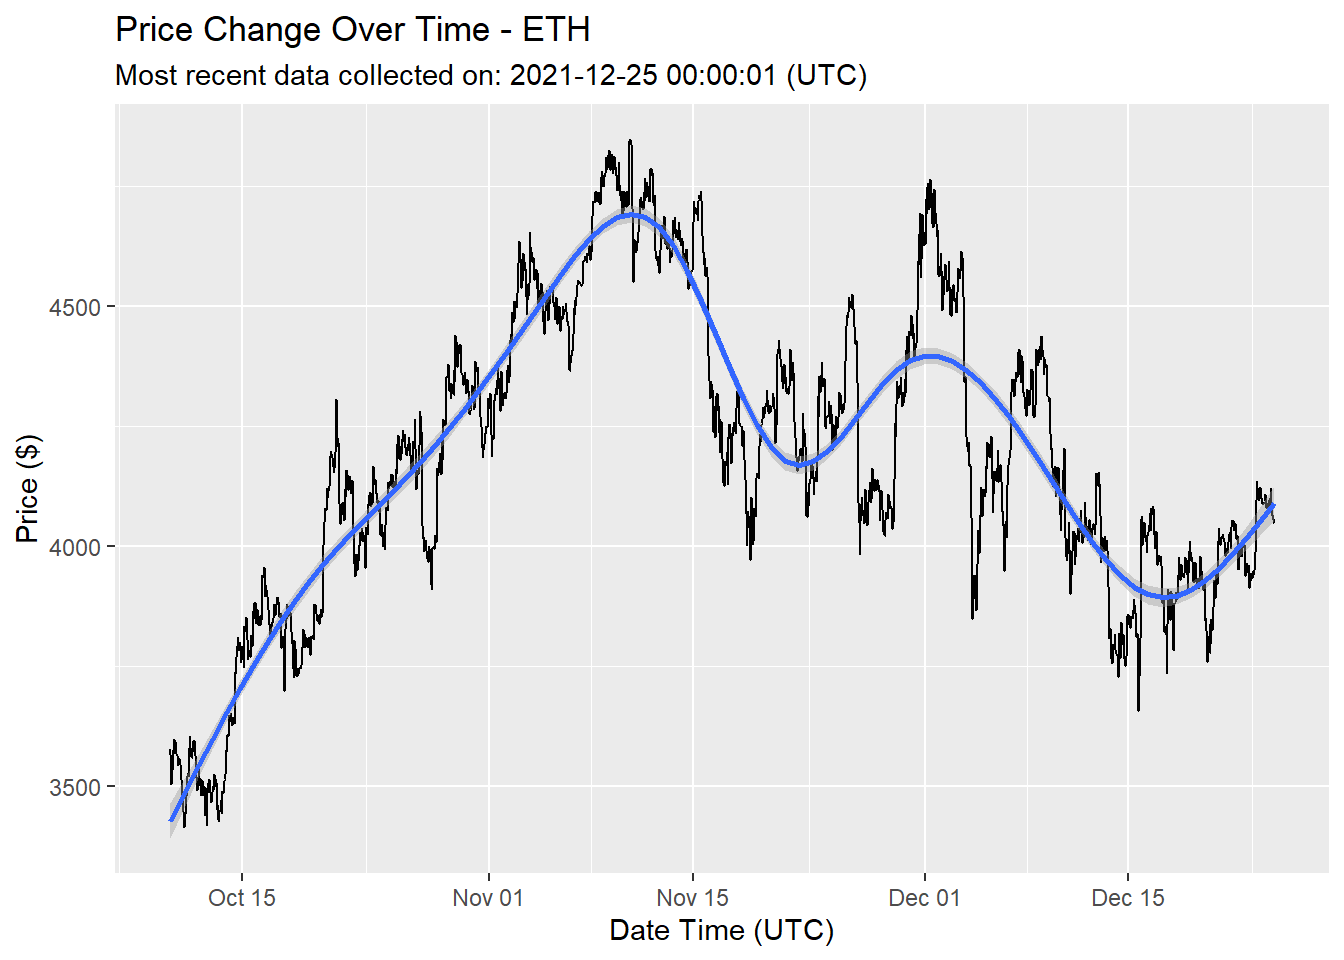 Price Change Over Time - ETH
Most recent data collected on: 2021-12-25 00:00:01 (UTC)
Price ($)
4500
4000
3500
Oct 15
Nov 01
Nov 15
Dec 01
Dec 15
Date Time (UTC)